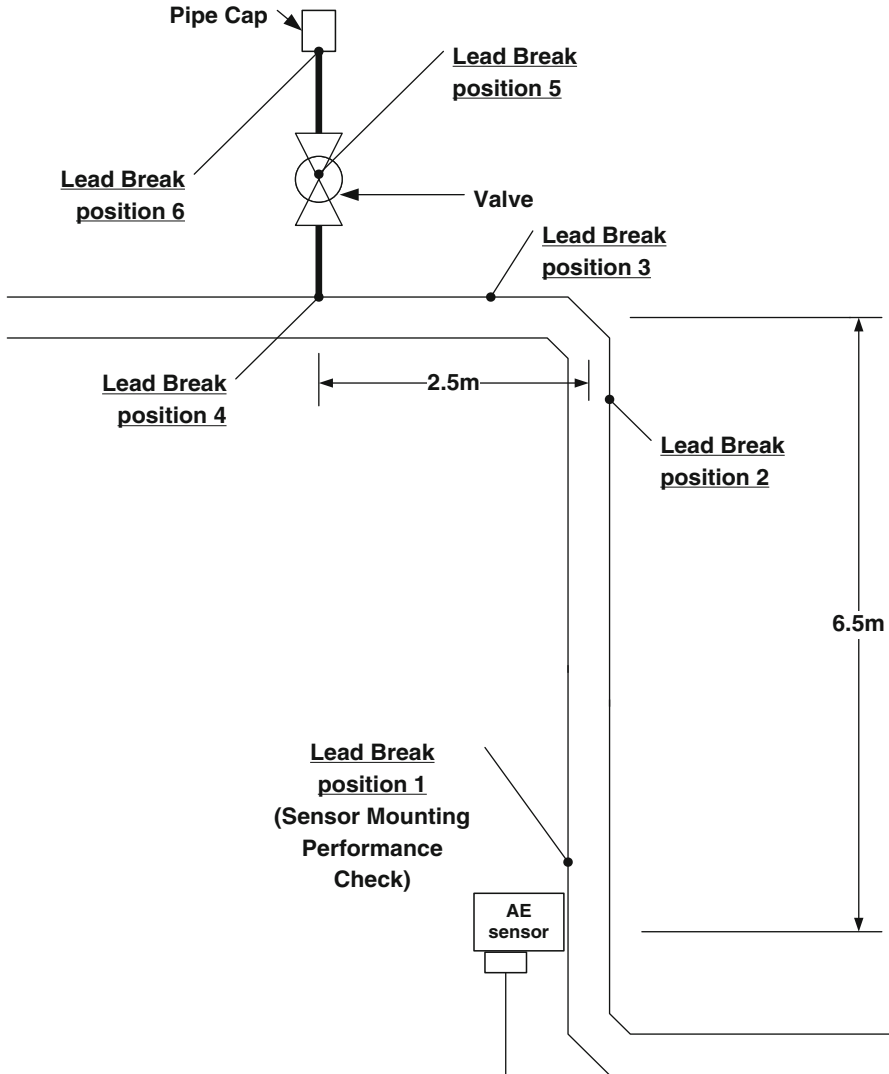 Pipe Cap
Lead Break
position 5
Lead Break
position 6
Valve
Lead Break
position 3
Lead Break
position 4
2.5m
Lead Break
position 2
6.5m
Lead Break
position 1
(Sensor Mounting
Performance
Check)
AE
sensor